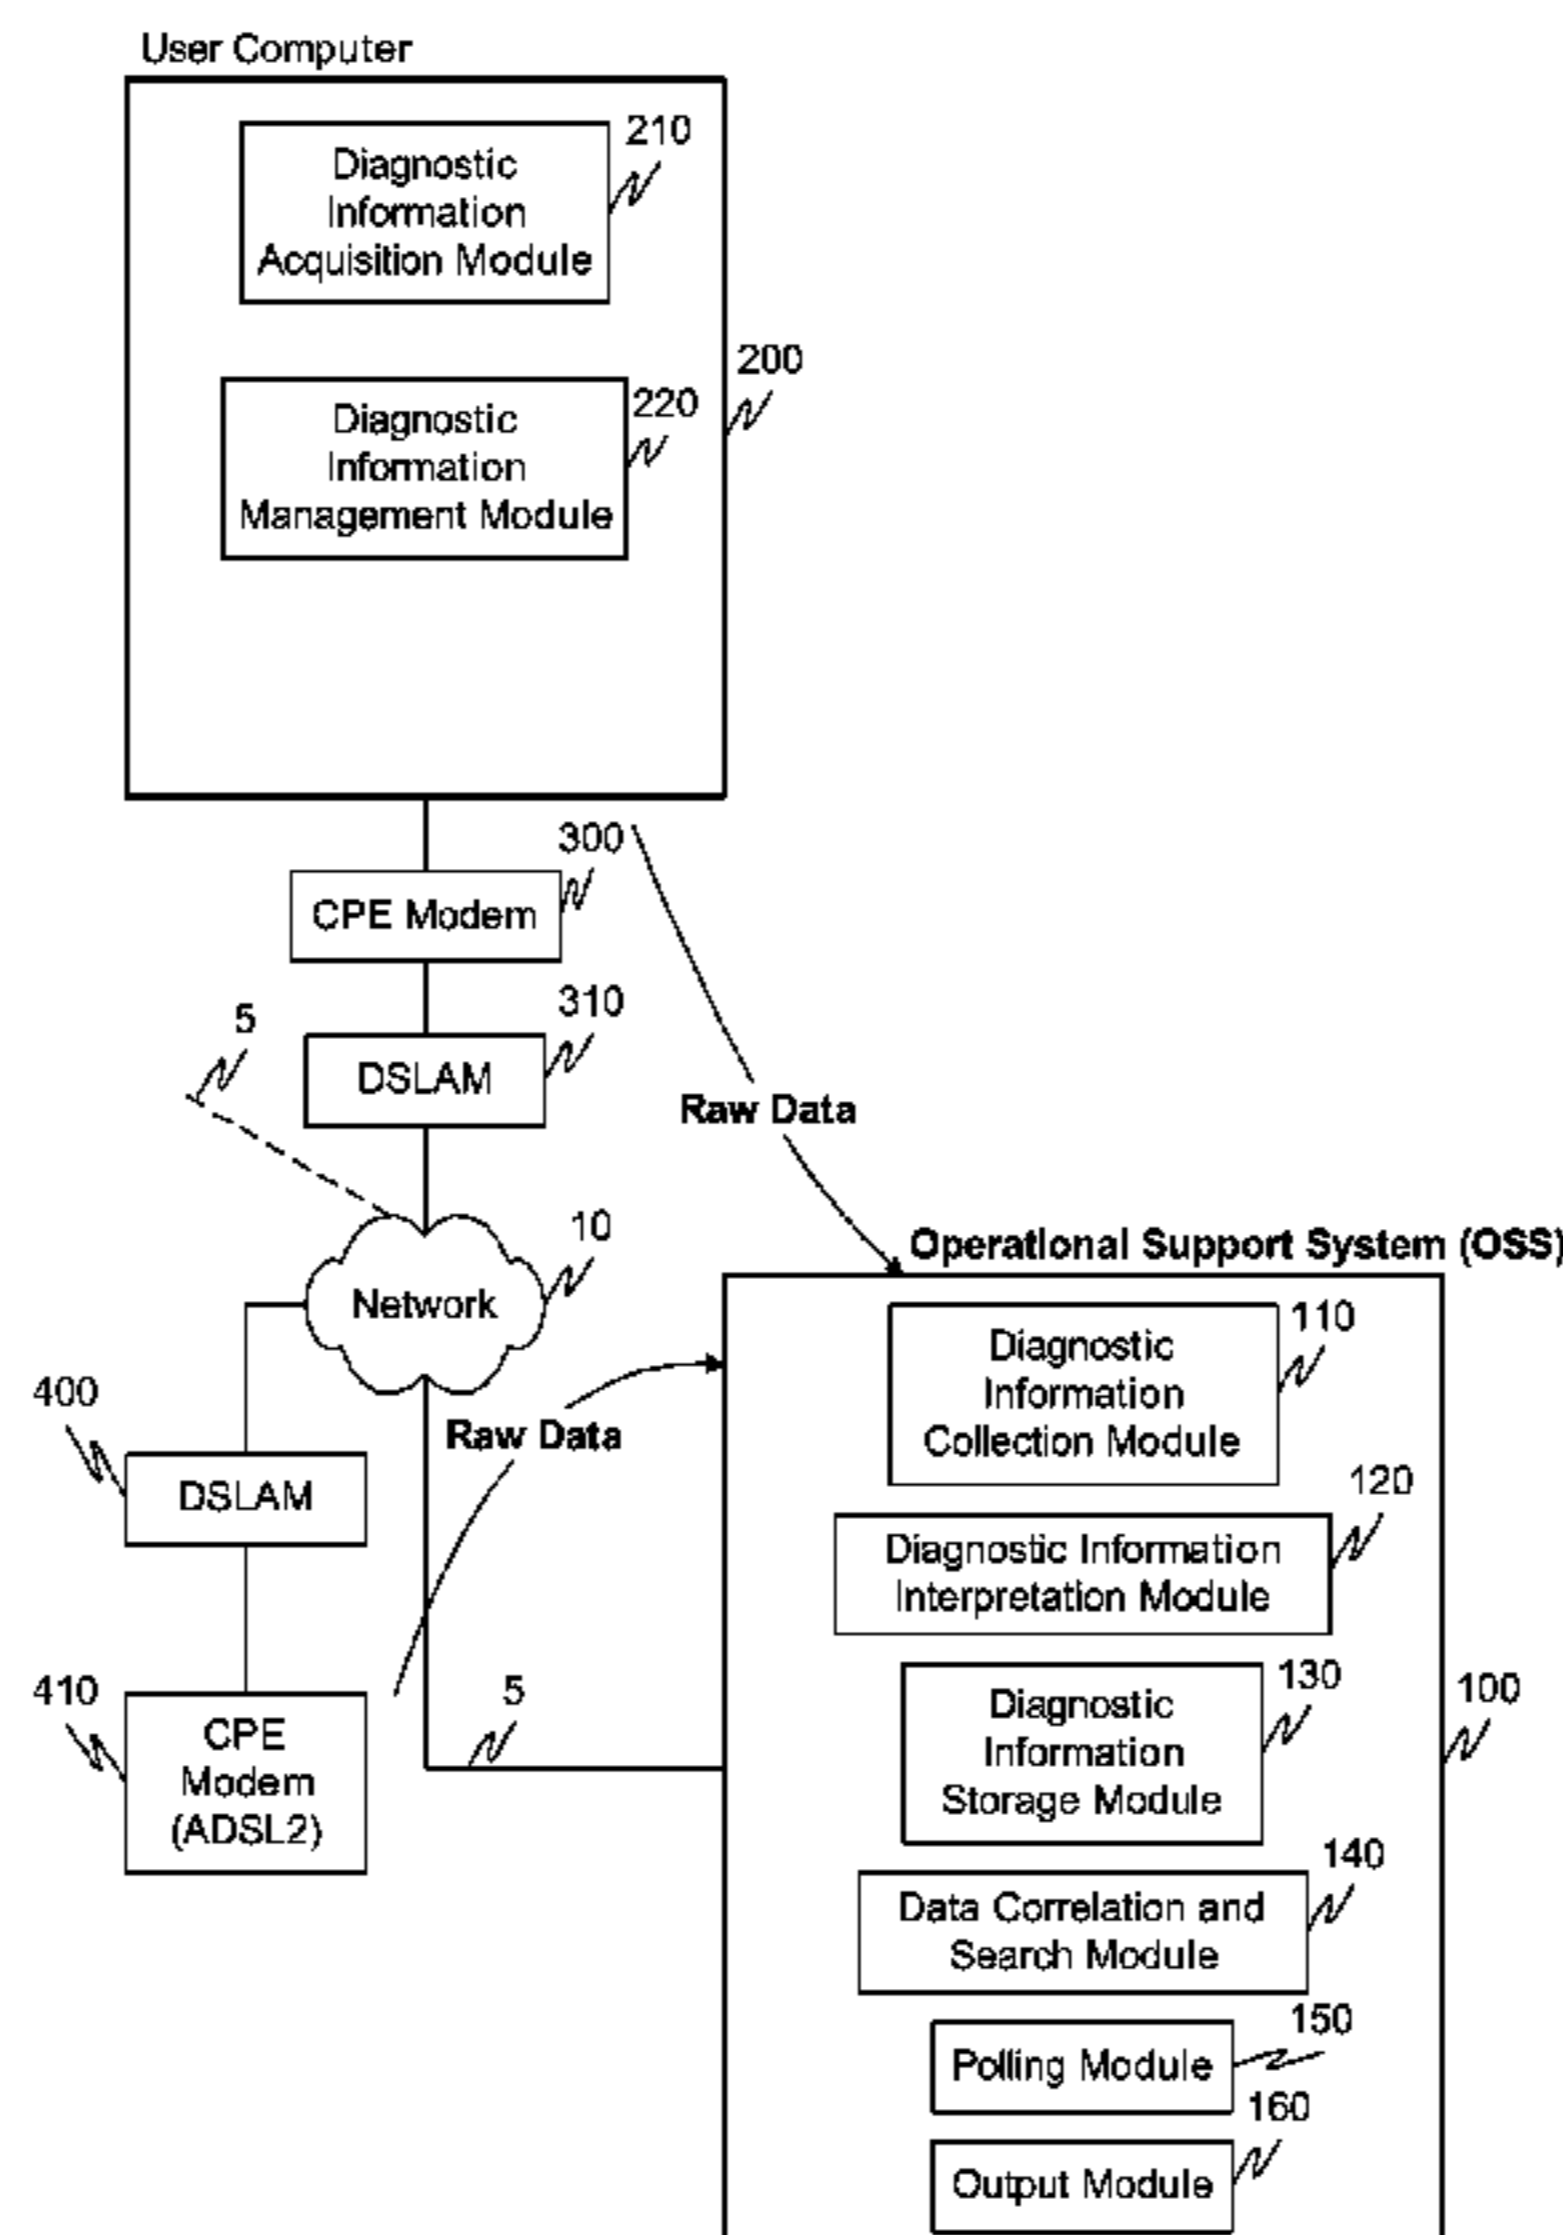 User Computer
210
Diagnostic
Information
Acquisition Module
200
220
Diagnostic
Information
Management Module
300
CPE Modem
310
5
DSLAM
Raw Data
10
Operational Support System (OSS)
Network
110
Diagnostic
Information
Collection Module
400
Raw Data
DSLAM
120
Diagnostic Information
Interpretation Module
410
CPE
Modem
(ADSL2)
5
130
100
Diagnostic
Information
Storage Module
140
Data Correlation and
Search Module
150
Polling Module
160
Output Module